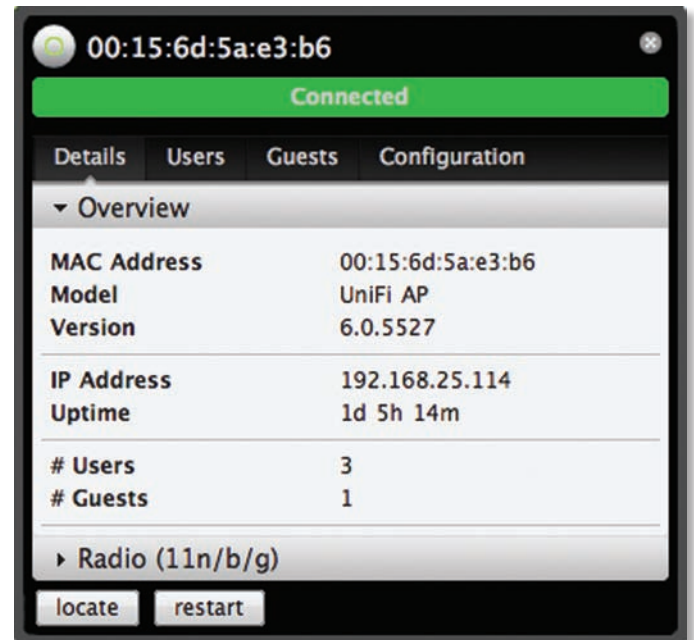 00:15:6d:5a:e3:b6
Connected
Details Users Guests Configuration
Overview
MAC Address 00:15:6d:5a:e3:b6
Model UniFi AP
Version 6.0.5527
IP Address 192.168.25.114
Uptime 1d 5h 14m
# Users 3
# Guests 1
Radio (11n/b/g)
locate restart